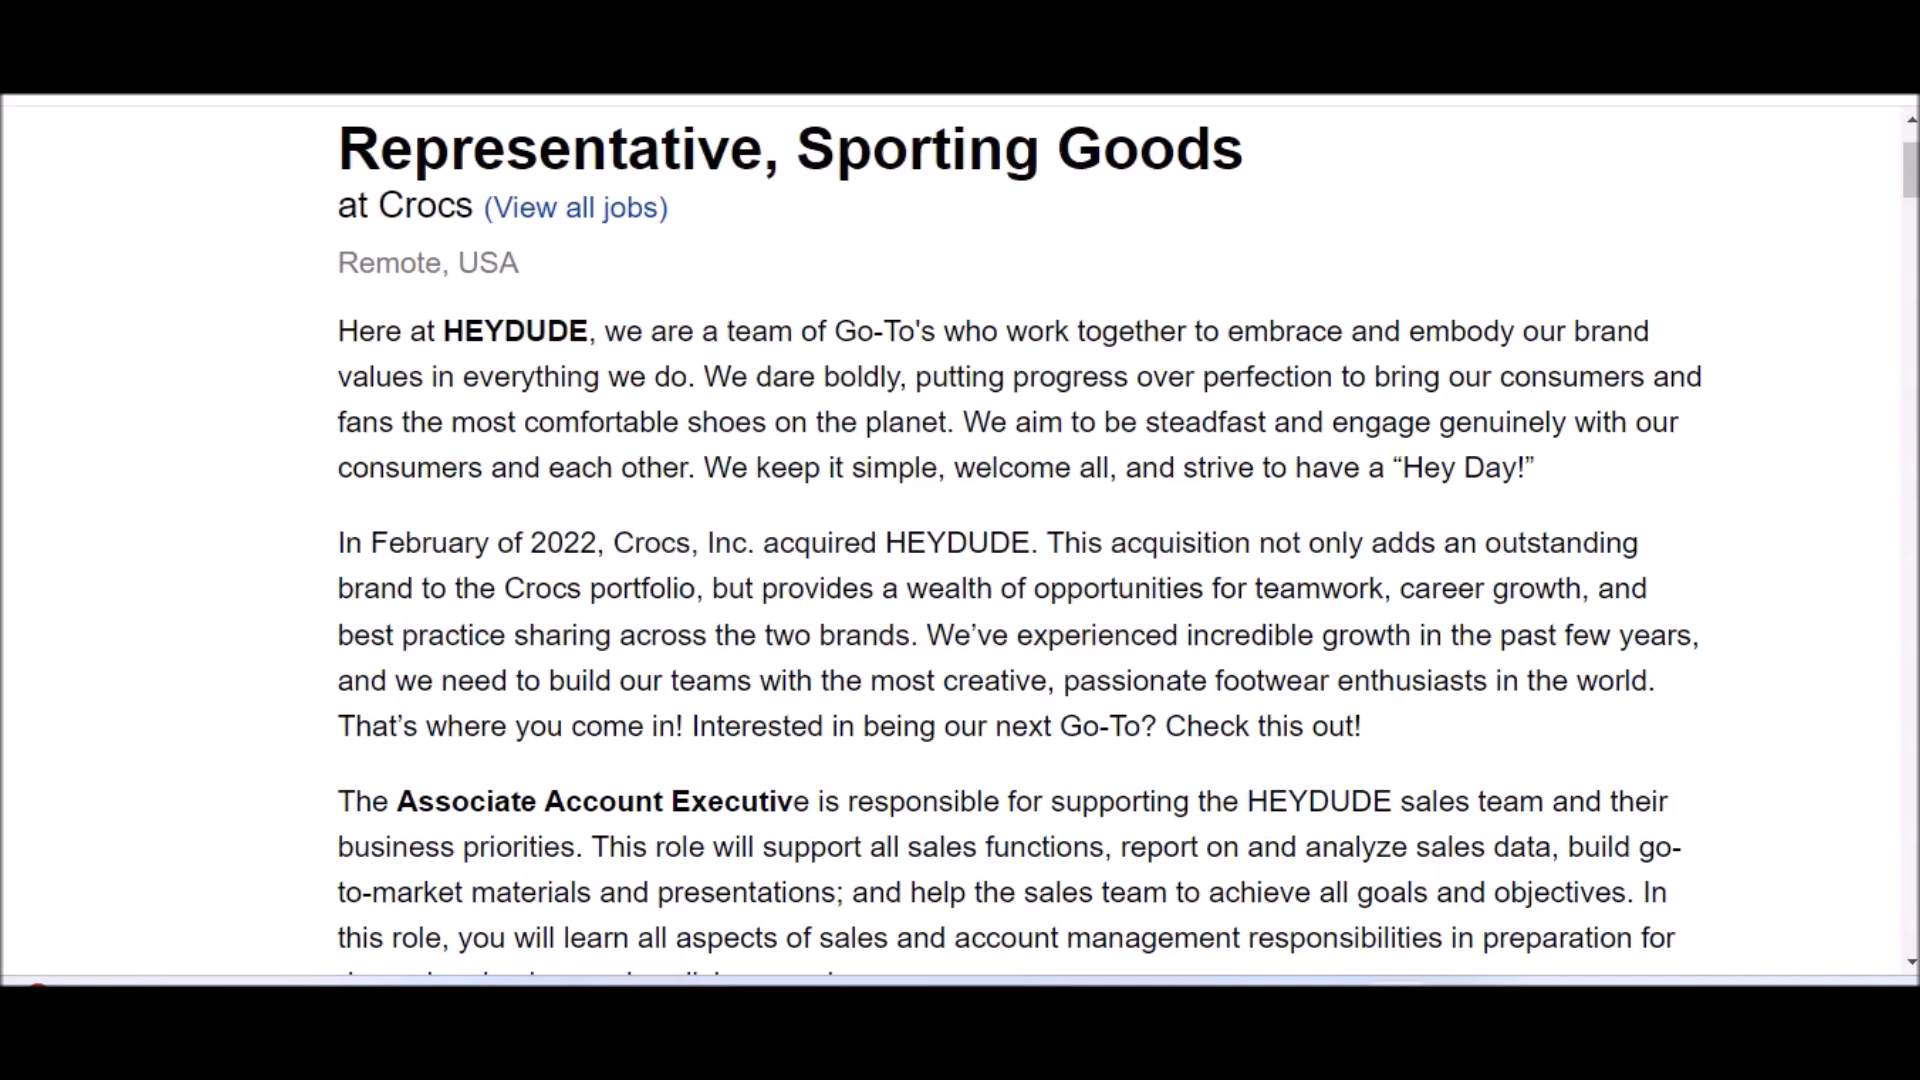 Representative, Sporting Goods
at Crocs (View all jobs)
Remote, USA
Here at HEYDUDE, we are a team of Go-To's who work together to embrace and embody our brand
values in everything we do. We dare boldly, putting progress over perfection to bring our consumers and
fans the most comfortable shoes on the planet. We aim to be steadfast and engage genuinely with our
consumers and each other. We keep it simple, welcome all, and strive to have a “Hey Day!”
In February of 2022, Crocs, Inc. acquired HEYDUDE. This acquisition not only adds an outstanding
brand to the Crocs portfolio, but provides a wealth of opportunities for teamwork, career growth, and
best practice sharing across the two brands. We’ve experienced incredible growth in the past few years,
and we need to build our teams with the most creative, passionate footwear enthusiasts in the world.
That’s where you come in! Interested in being our next Go-To? Check this out!
The Associate Account Executive is responsible for supporting the HEYDUDE sales team and their
business priorities. This role will support all sales functions, report on and analyze sales data, build go-
to-market materials and presentations; and help the sales team to achieve all goals and objectives. In
this role, you will learn all aspects of sales and account management responsibilities in preparation for